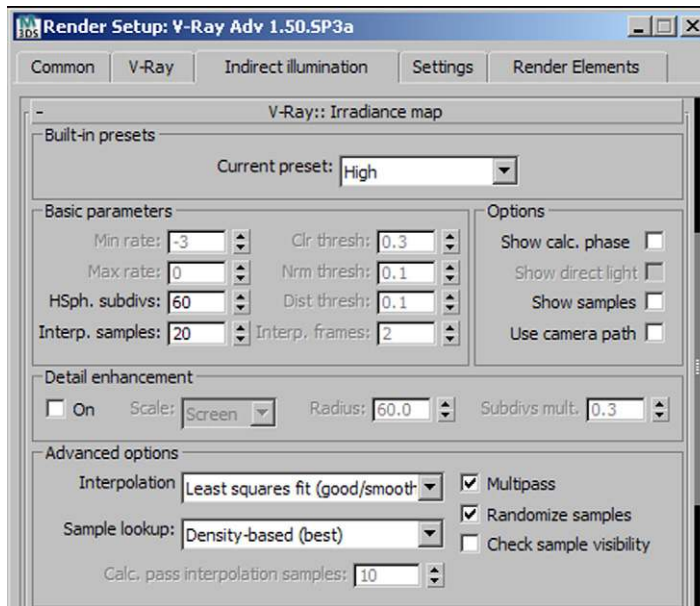 Render Setup: V-Ray Adv 1.50.SP3a
Common V-Ray Indirect illumination Settings Render Elements
- V-Ray:: Irradiance map
Built-in presets
Current preset: High
Basic parameters
Min rate: -3 Clr thresh: 0.3
Max rate: 0 Nrm thresh: 0.1
HSph. subdivs: 60 Dist thresh: 0.1
Interp. samples: 20 Interp. frames: 2
Options
Show calc. phase
Show direct light
Show samples
Use camera path
Detail enhancement
On Scale: Screen Radius: 60.0 Subdivs mult. 0.3
Advanced options
Interpolation Least squares fit (good/smooth Multipass
Randomize samples
Sample lookup: Density-based (best)
Check sample visibility
Calc. pass interpolation samples: 10